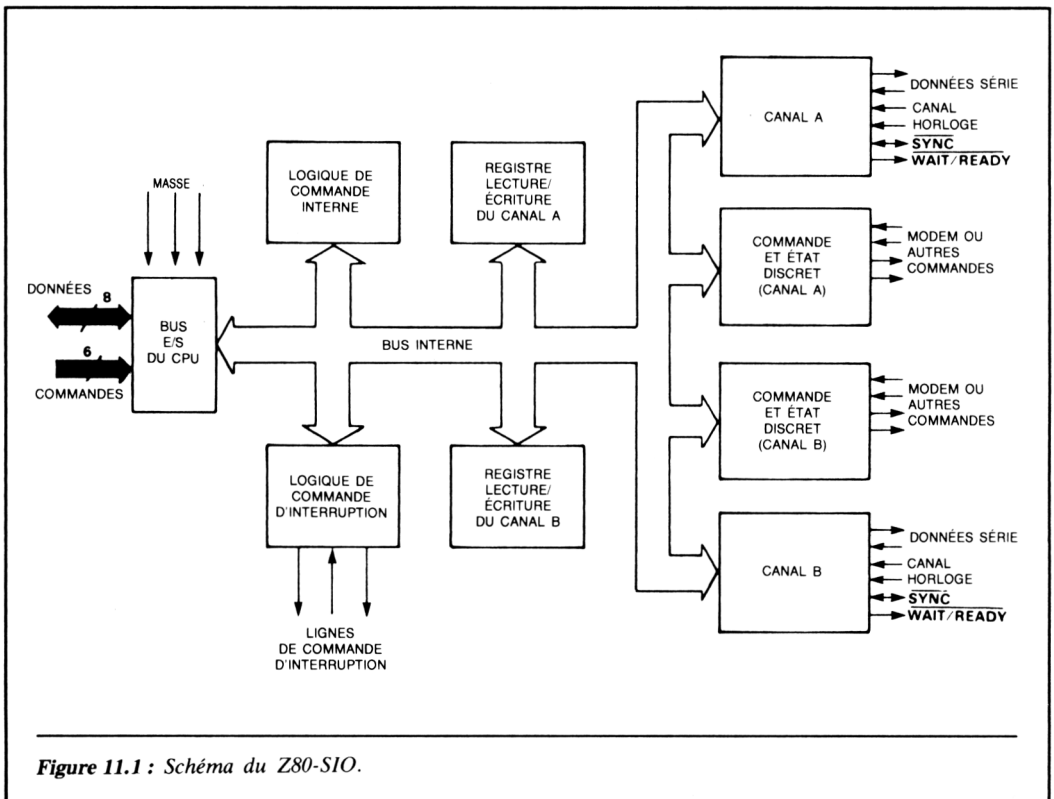 MASSE
DONNÉES
8
6
COMMANDES
BUS
E/S
DU CPU
LOGIQUE DE
COMMANDE
INTERNE
REGISTRE
LECTURE/
ÉCRITURE
DU CANAL A
BUS INTERNE
LOGIQUE DE
COMMANDE
D'INTERRUPTION
REGISTRE
LECTURE/
ÉCRITURE
DU CANAL B
LIGNES
DE COMMANDE
D'INTERRUPTION
CANAL A
DONNÉES SÉRIE
CANAL
HORLOGE
SYNC
WAIT/READY
COMMANDE
ET ÉTAT
DISCRET
(CANAL A)
MODEM OU
AUTRES
COMMANDES
COMMANDE
ET ÉTAT
DISCRET
(CANAL B)
MODEM OU
AUTRES
COMMANDES
CANAL B
DONNÉES SÉRIE
CANAL
HORLOGE
SYNC
WAIT/READY
Figure 11.1 : Schéma du Z80-SIO.